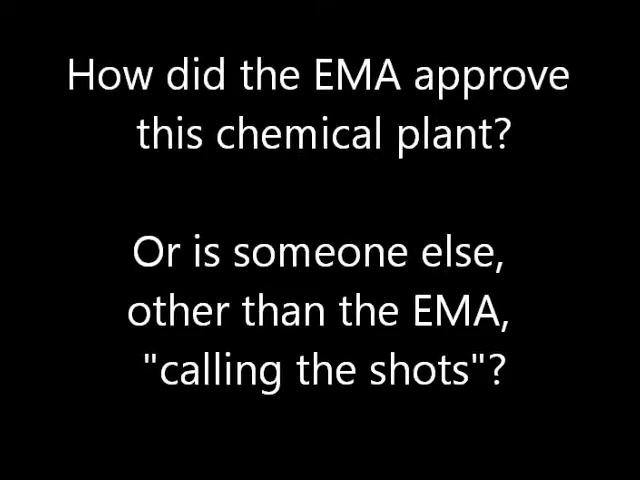 How did the EMA approve
this chemical plant?
Or is someone else,
other than the EMA,
"calling the shots"?